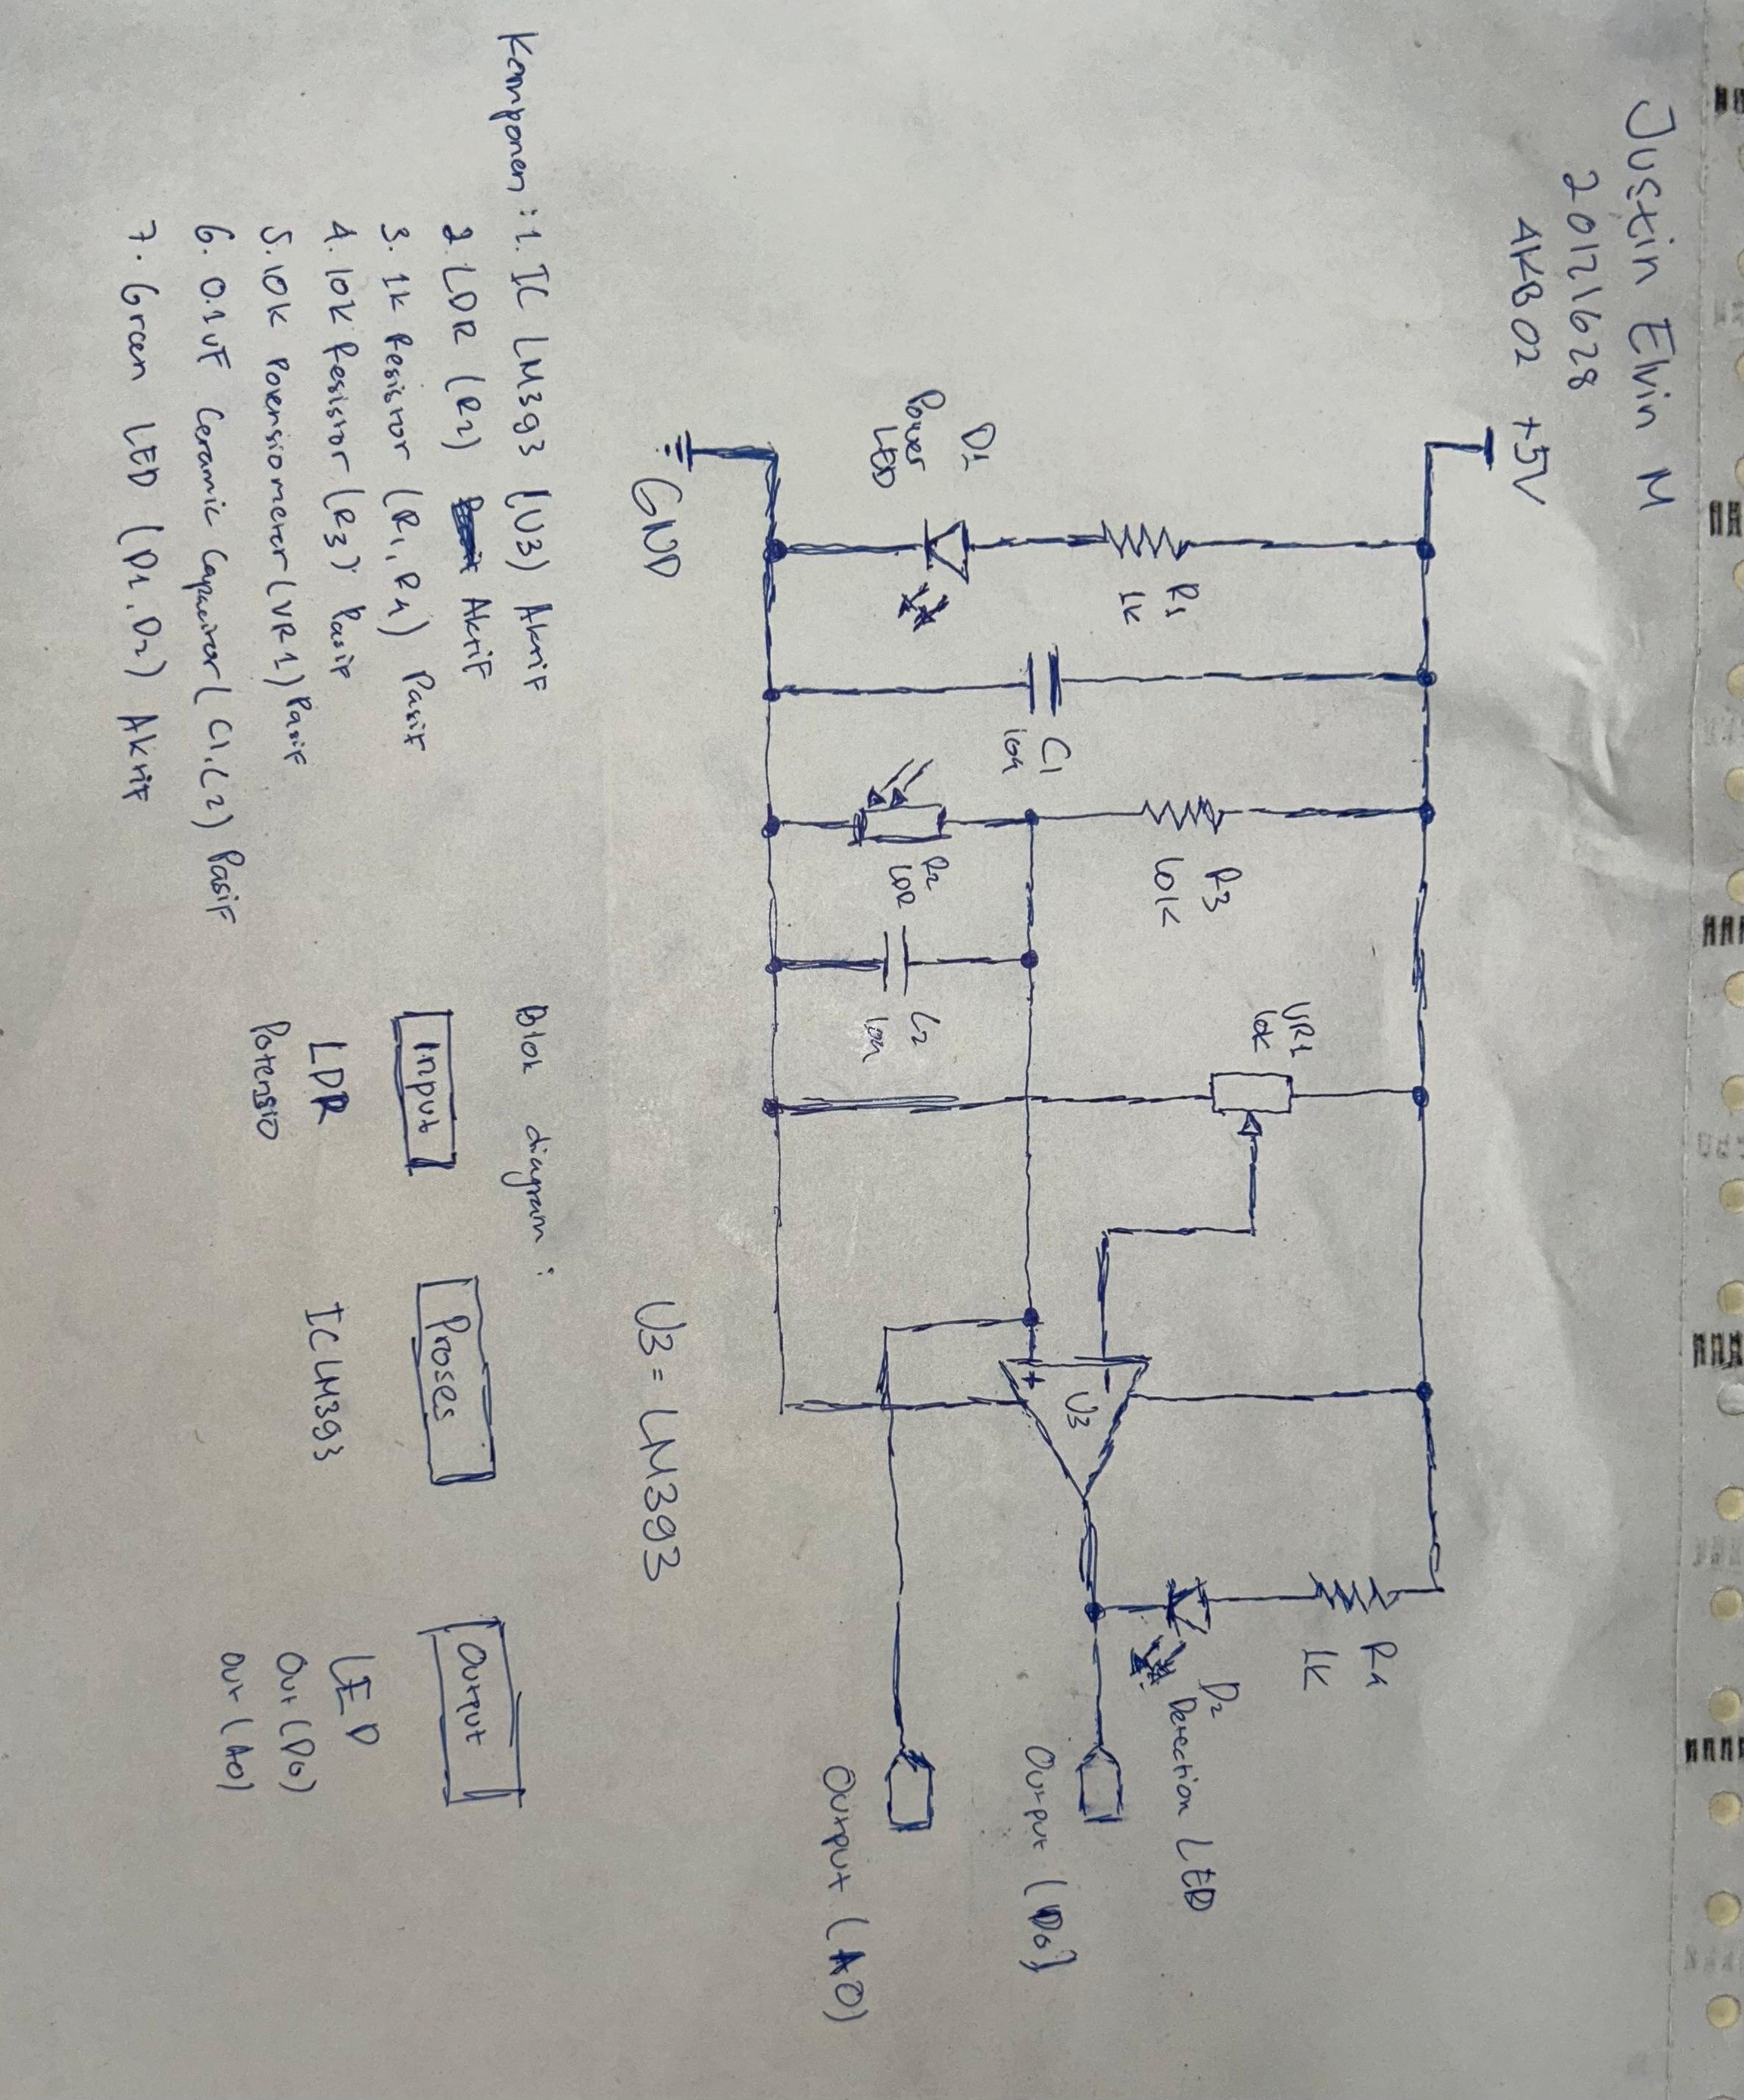 Justin Elvin M
20121628
4KB02
+5V
R1
1k
D1
Power
LED
C1
10n
R3
10K
R2
LDR
C2
10n
VR1
10k
U3
+
-
R4
1K
D2
Detection LED
Output (D0)
Output (A0)
GND
U3 = LM393
Komponen : 1. IC LM393 (U3) Aktif
2. LDR (R2) Aktif
3. 1k Resistor (R1, R4) Pasif
4. 10k Resistor (R3) Pasif
5. 10k Potensiometer (VR1) Pasif
6. 0.1uF Ceramic Capacitor (C1, C2) Pasif
7. Green LED (D1, D2) Aktif
Blok diagram :
Input
LDR
Potensio
Proses
IC LM393
Output
LED
Out (D0)
Out (A0)